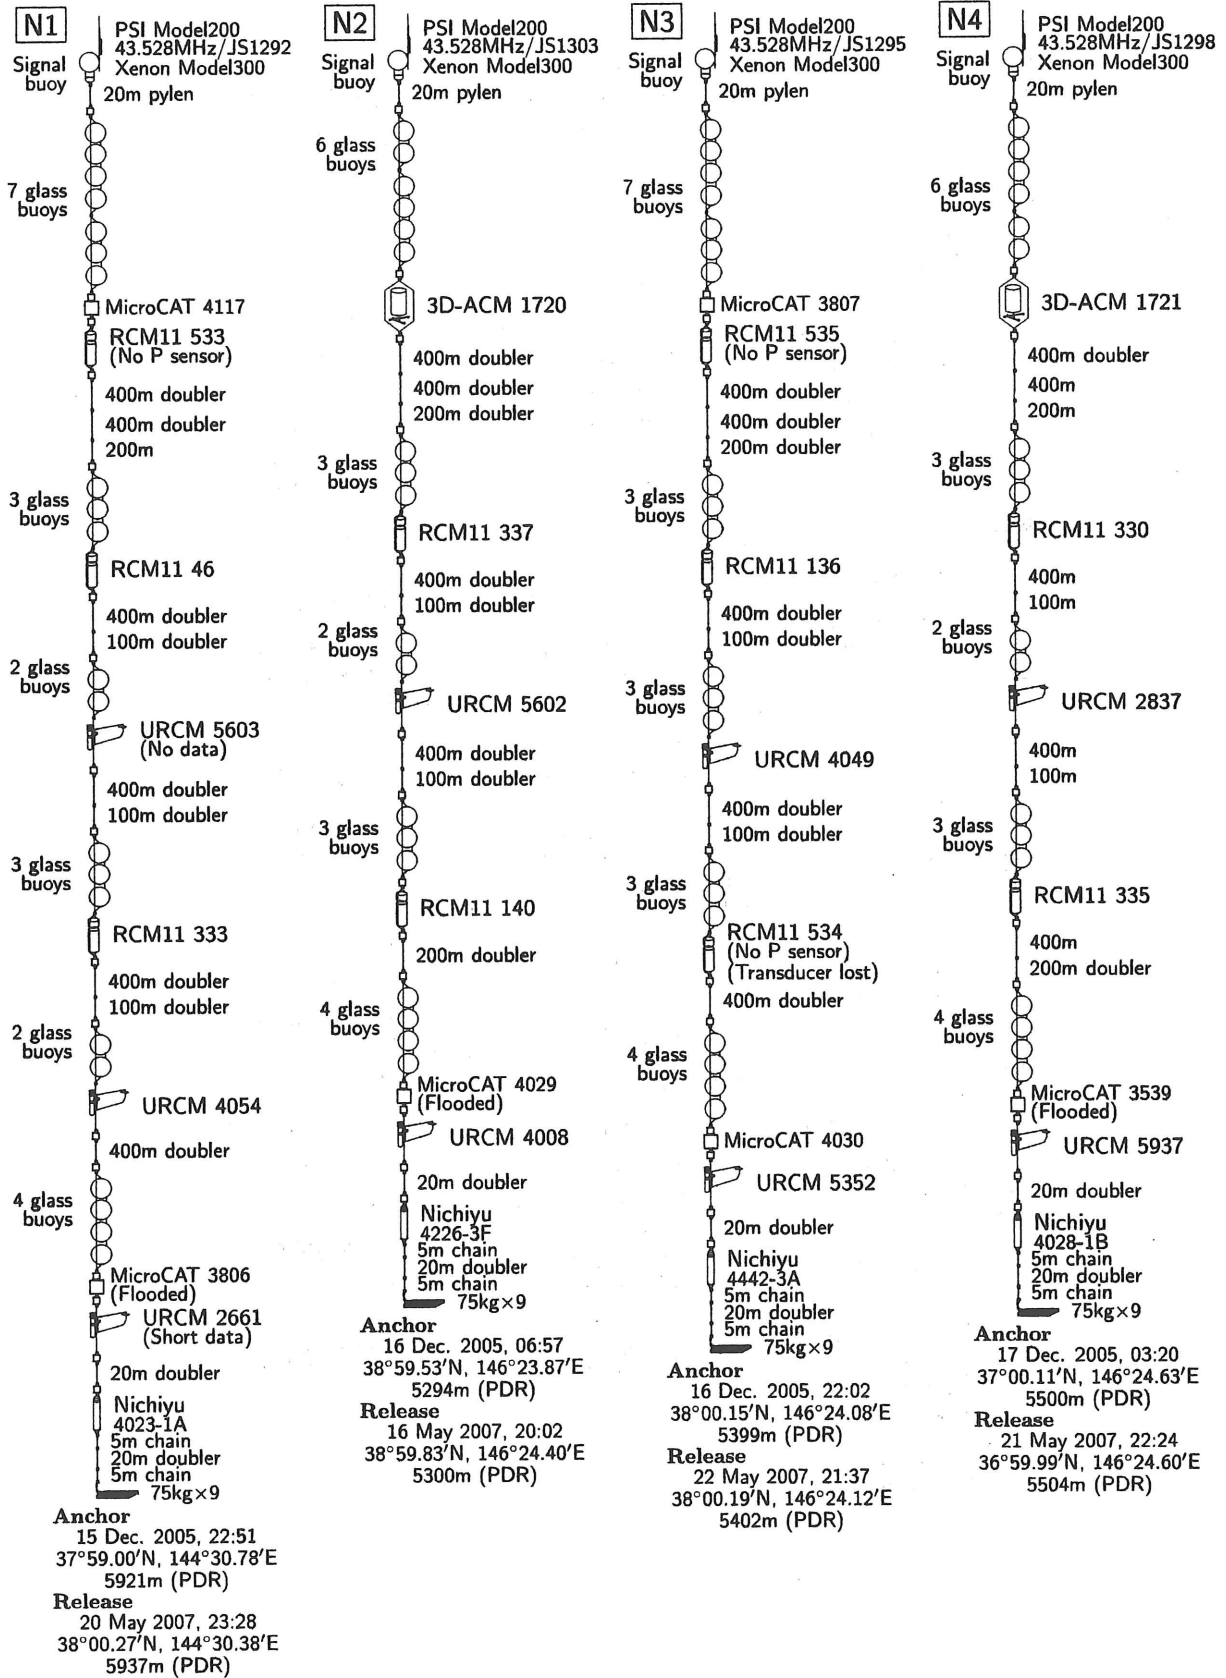 N1
PSI Model200
43.528MHz/JS1292
Xenon Model300
Signal
buoy
20m pylen
7 glass
buoys
MicroCAT 4117
RCM11 533
(No P sensor)
400m doubler
400m doubler
200m
3 glass
buoys
RCM11 46
400m doubler
100m doubler
2 glass
buoys
URCM 5603
(No data)
400m doubler
100m doubler
3 glass
buoys
RCM11 333
400m doubler
100m doubler
2 glass
buoys
URCM 4054
400m doubler
4 glass
buoys
MicroCAT 3806
(Flooded)
URCM 2661
(Short data)
20m doubler
Nichiyu
4023-1A
5m chain
20m doubler
5m chain
75kg×9
Anchor
15 Dec. 2005, 22:51
37°59.00′N, 144°30.78′E
5921m (PDR)
Release
20 May 2007, 23:28
38°00.27′N, 144°30.38′E
5937m (PDR)
N2
PSI Model200
43.528MHz/JS1303
Xenon Model300
Signal
buoy
20m pylen
6 glass
buoys
3D-ACM 1720
400m doubler
400m doubler
200m doubler
3 glass
buoys
RCM11 337
400m doubler
100m doubler
2 glass
buoys
URCM 5602
400m doubler
100m doubler
3 glass
buoys
RCM11 140
200m doubler
4 glass
buoys
MicroCAT 4029
(Flooded)
URCM 4008
20m doubler
Nichiyu
4226-3F
5m chain
20m doubler
5m chain
75kg×9
Anchor
16 Dec. 2005, 06:57
38°59.53′N, 146°23.87′E
5294m (PDR)
Release
16 May 2007, 20:02
38°59.83′N, 146°24.40′E
5300m (PDR)
N3
PSI Model200
43.528MHz/JS1295
Xenon Model300
Signal
buoy
20m pylen
7 glass
buoys
MicroCAT 3807
RCM11 535
(No P sensor)
400m doubler
400m doubler
200m doubler
3 glass
buoys
RCM11 136
400m doubler
100m doubler
3 glass
buoys
URCM 4049
400m doubler
100m doubler
3 glass
buoys
RCM11 534
(No P sensor)
(Transducer lost)
400m doubler
4 glass
buoys
MicroCAT 4030
URCM 5352
20m doubler
Nichiyu
4442-3A
5m chain
20m doubler
5m chain
75kg×9
Anchor
16 Dec. 2005, 22:02
38°00.15′N, 146°24.08′E
5399m (PDR)
Release
22 May 2007, 21:37
38°00.19′N, 146°24.12′E
5402m (PDR)
N4
PSI Model200
43.528MHz/JS1298
Xenon Model300
Signal
buoy
20m pylen
6 glass
buoys
3D-ACM 1721
400m doubler
400m
200m
3 glass
buoys
RCM11 330
400m
100m
2 glass
buoys
URCM 2837
400m
100m
3 glass
buoys
RCM11 335
400m
200m doubler
4 glass
buoys
MicroCAT 3539
(Flooded)
URCM 5937
20m doubler
Nichiyu
4028-1B
5m chain
20m doubler
5m chain
75kg×9
Anchor
17 Dec. 2005, 03:20
37°00.11′N, 146°24.63′E
5500m (PDR)
Release
21 May 2007, 22:24
36°59.99′N, 146°24.60′E
5504m (PDR)